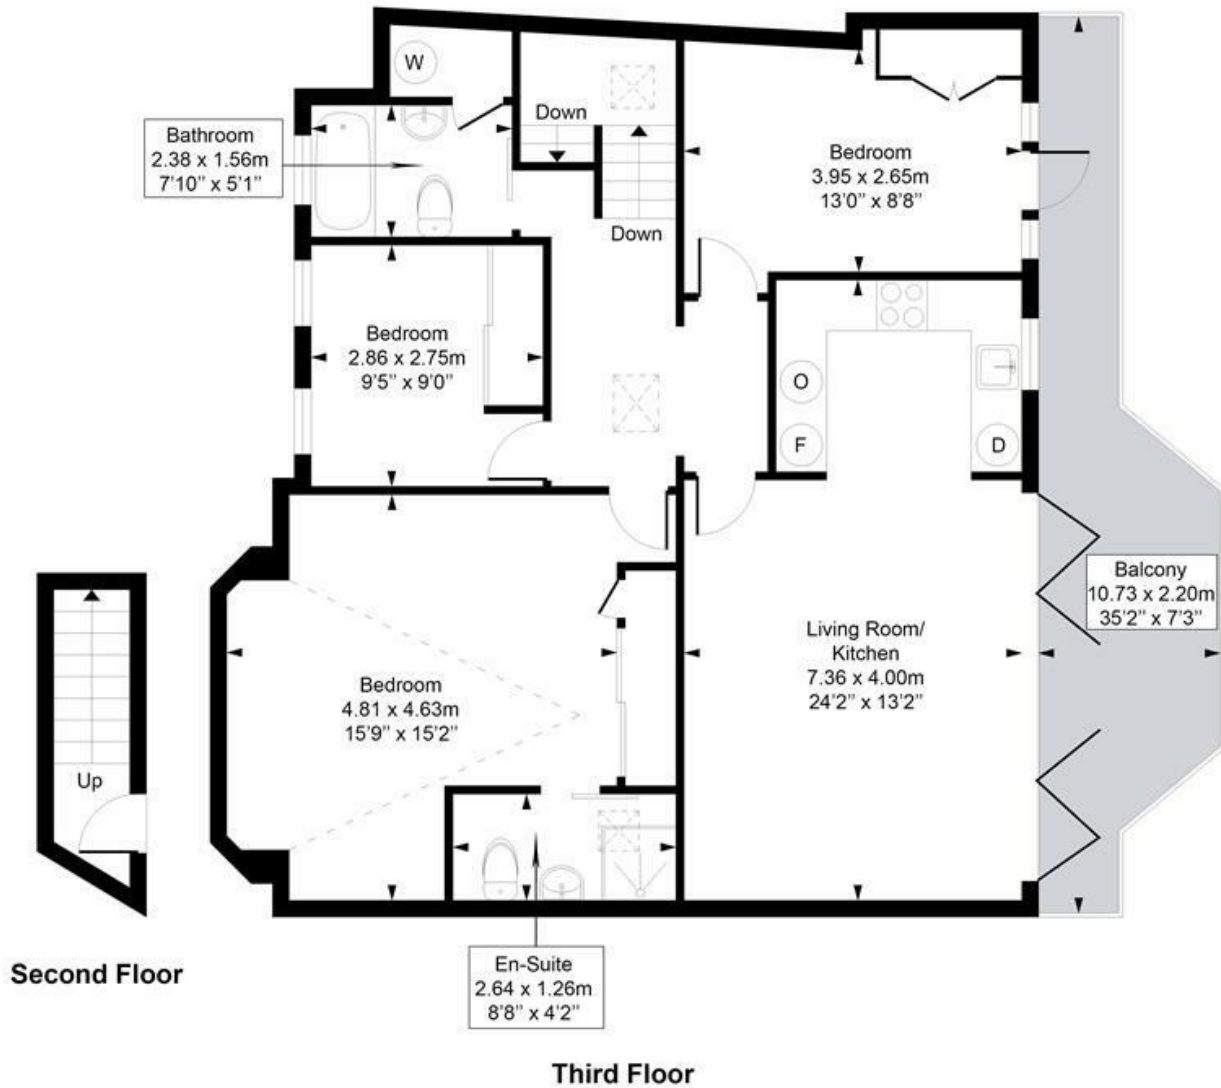 W
Down
Bathroom
2.38 x 1.56m
7'10" x 5'1"
Bedroom
3.95 x 2.65m
13'0" x 8'8"
Down
Bedroom
2.86 x 2.75m
9'5" x 9'0"
O
F
D
Balcony
10.73 x 2.20m
35'2" x 7'3"
Living Room/
Kitchen
7.36 x 4.00m
24'2" x 13'2"
Bedroom
4.81 x 4.63m
15'9" x 15'2"
Up
En-Suite
2.64 x 1.26m
8'8" x 4'2"
Second Floor
Third Floor